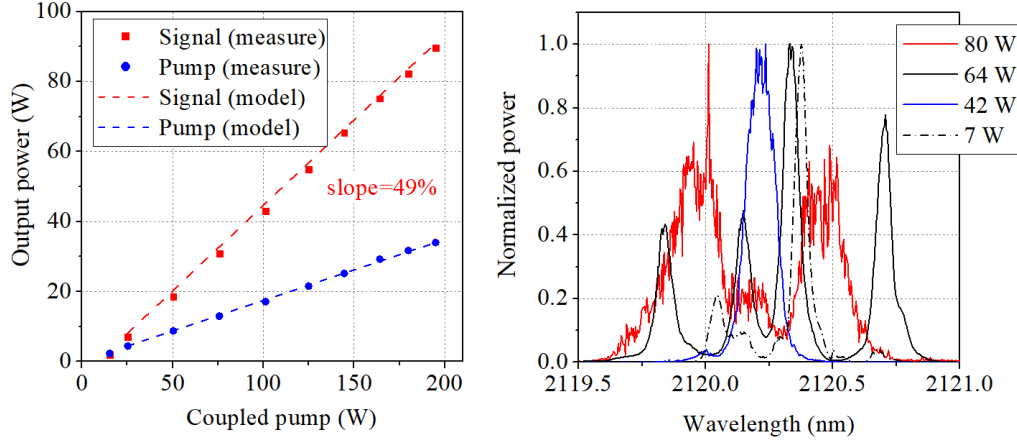 100
80
60
40
20
0
Output power (W)
Signal (measure)
Pump (measure)
Signal (model)
Pump (model)
slope=49%
0 50 100 150 200
Coupled pump (W)
1.0
0.8
0.6
0.4
0.2
0.0
Normalized power
80 W
64 W
42 W
7 W
2119.5 2120.0 2120.5 2121.0
Wavelength (nm)